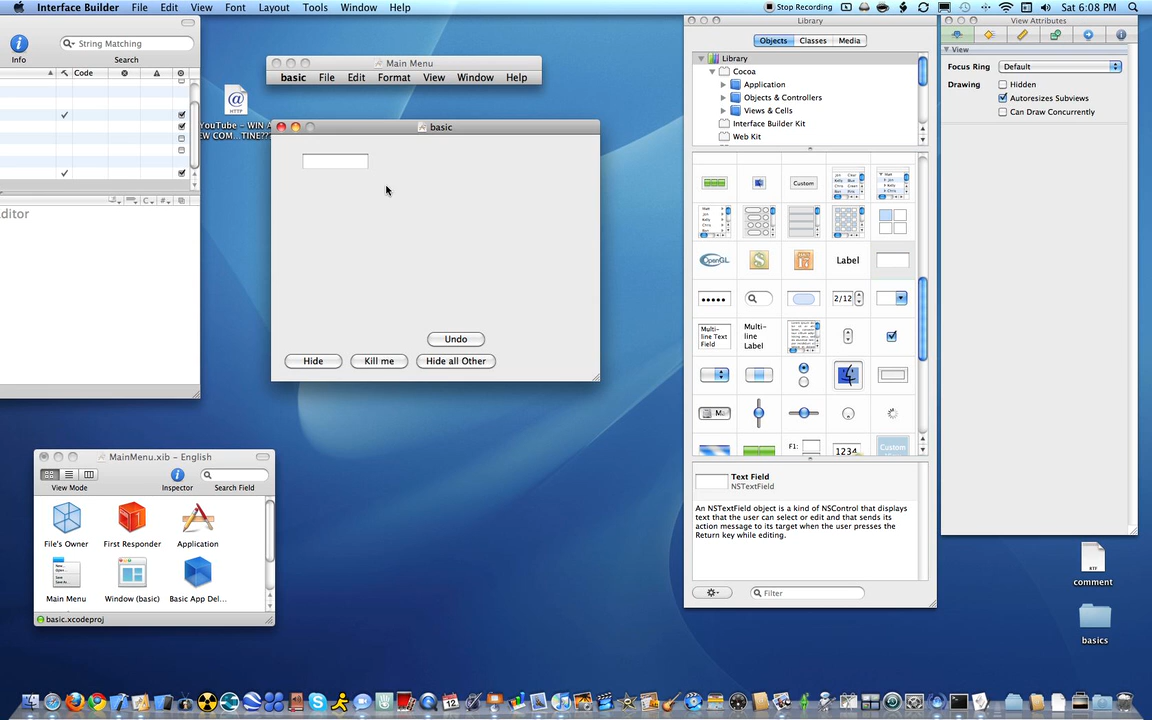 Interface Builder File Edit View Font Layout Tools Window Help
Stop Recording
Sat 6:08 PM
Info
String Matching
Search
Code
ditor
HTTP
YouTube – WIN A
EW COM...TINE???
Main Menu
basic File Edit Format View Window Help
basic
Undo
Hide
Kill me
Hide all Other
MainMenu.xib – English
View Mode
Inspector
Search Field
File's Owner
First Responder
Application
Main Menu
Window (basic)
Basic App Del...
basic.xcodeproj
Library
Objects Classes Media
Library
Cocoa
Application
Objects & Controllers
Views & Cells
Interface Builder Kit
Web Kit
Custom
OpenGL
Label
2/12
Multi-
line Text
Field
Multi-
line
Label
F1:
1234
Custom
Text Field
NSTextField
An NSTextField object is a kind of NSControl that displays
text that the user can select or edit and that sends its
action message to its target when the user presses the
Return key while editing.
Filter
View Attributes
View
Focus Ring
Default
Drawing
Hidden
Autoresizes Subviews
Can Draw Concurrently
RTF
comment
basics